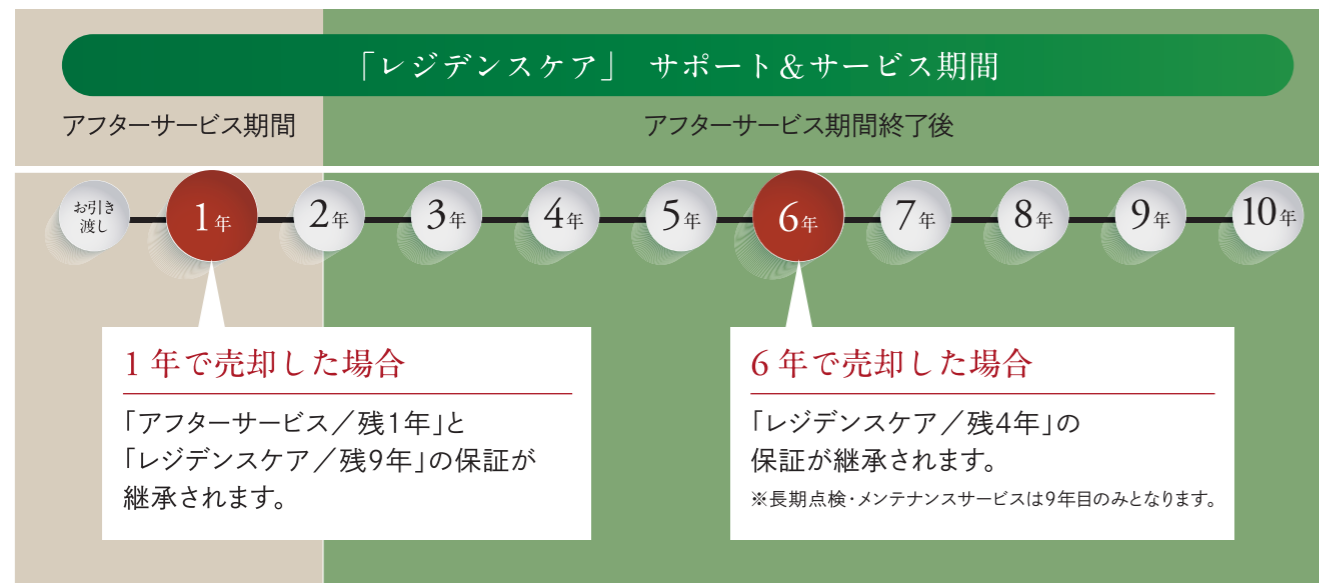 「レジデンスケア」 サポート＆サービス期間
アフターサービス期間
アフターサービス期間終了後
お引き
渡し
1年
2年
3年
4年
5年
6年
7年
8年
9年
10年
1年で売却した場合
「アフターサービス／残1年」と
「レジデンスケア／残9年」の保証が
継承されます。
6年で売却した場合
「レジデンスケア／残4年」の
保証が継承されます。
※長期点検・メンテナンスサービスは9年目のみとなります。